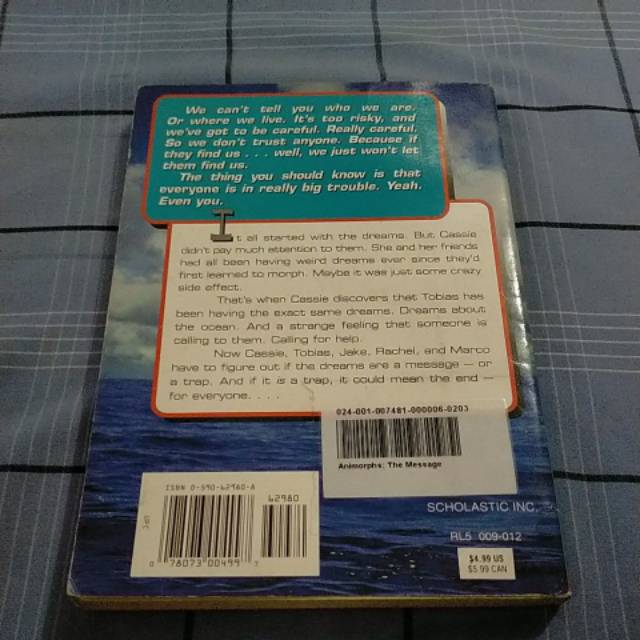 We can't tell you who we are.
Or where we live. It's too risky, and
we've got to be careful. Really careful.
So we don't trust anyone. Because if
they find us . . . well, we just won't let
them find us.
The thing you should know is that
everyone is in really big trouble. Yeah.
Even you.
It all started with the dreams. But Cassie
didn't pay much attention to them. She and her friends
had all been having weird dreams ever since they'd
first learned to morph. Maybe it was just some crazy
side effect.
That's when Cassie discovers that Tobias has
been having the exact same dreams. Dreams about
the ocean. And a strange feeling that someone is
calling to them. Calling for help.
Now Cassie, Tobias, Jake, Rachel, and Marco
have to figure out if the dreams are a message — or
a trap. And if it is a trap, it could mean the end —
for everyone. . . .
024-001-007481-000006-0203
Animorphs: The Message
ISBN 0-590-62980-8
62980
0 78073 00499 7
SCHOLASTIC INC.
RL5 009-012
$4.99 US
$5.99 CAN